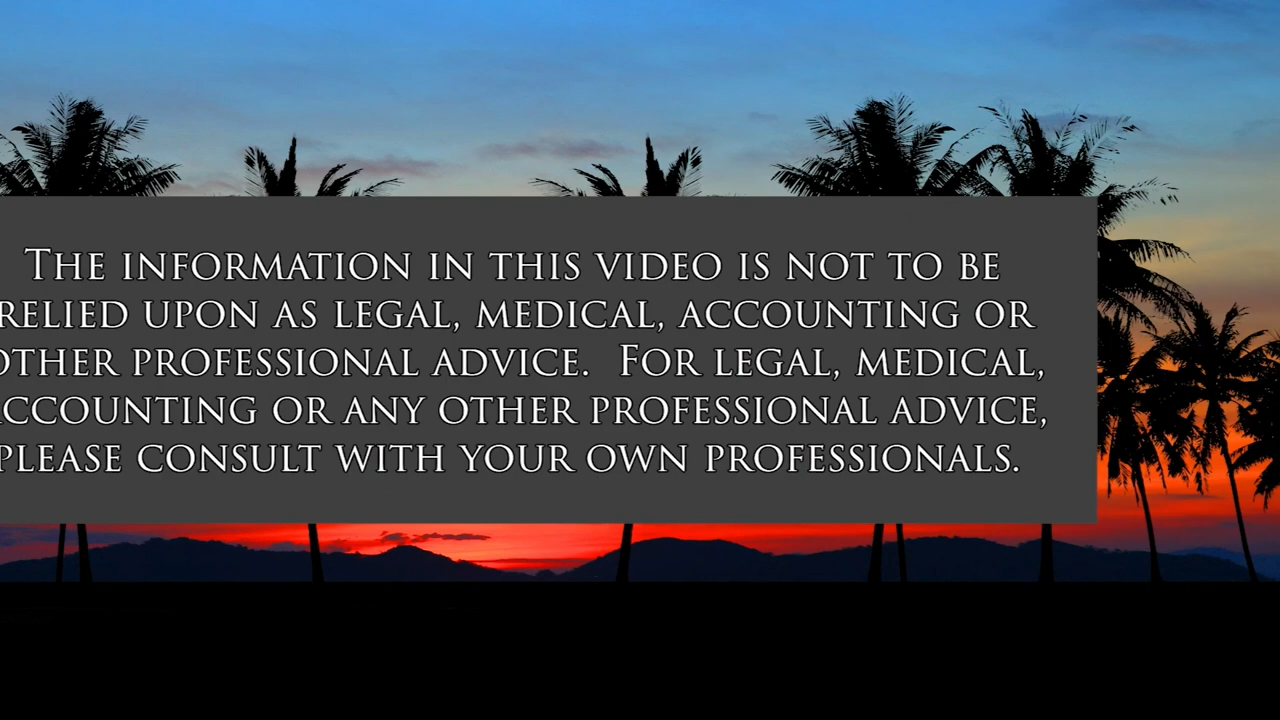 The information in this video is not to be
relied upon as legal, medical, accounting or
other professional advice.  For legal, medical,
accounting or any other professional advice,
please consult with your own professionals.